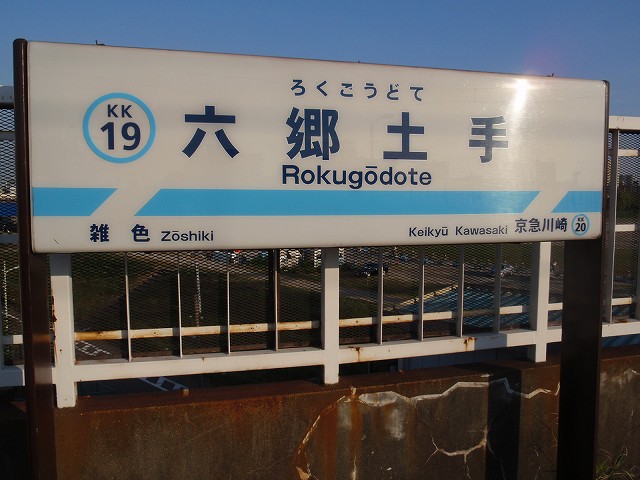 ろくこうどて
KK
19
六郷土手
Rokugōdote
雑色 Zōshiki
Keikyū Kawasaki 京急川崎
KK
20